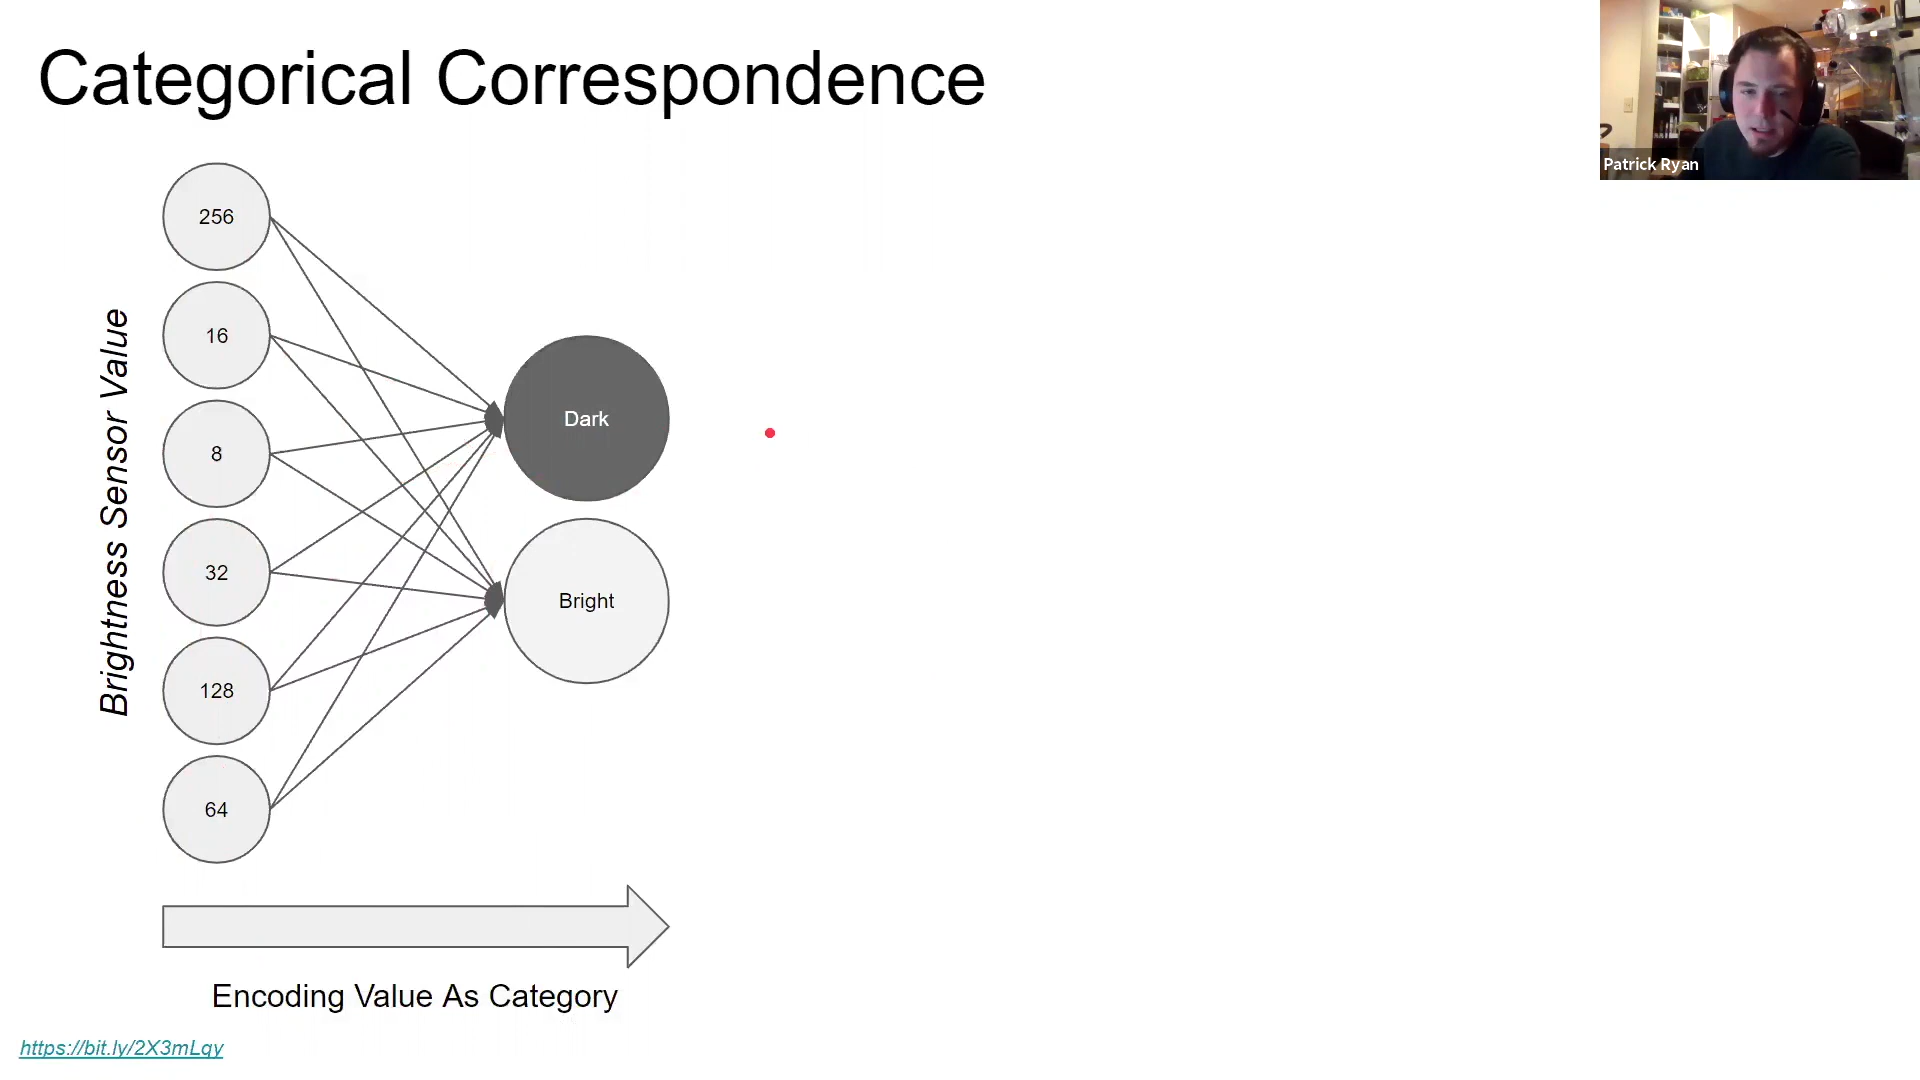 Categorical Correspondence
Patrick Ryan
Brightness Sensor Value
256
16
8
32
128
64
Dark
Bright
Encoding Value As Category
https://bit.ly/2X3mLqy